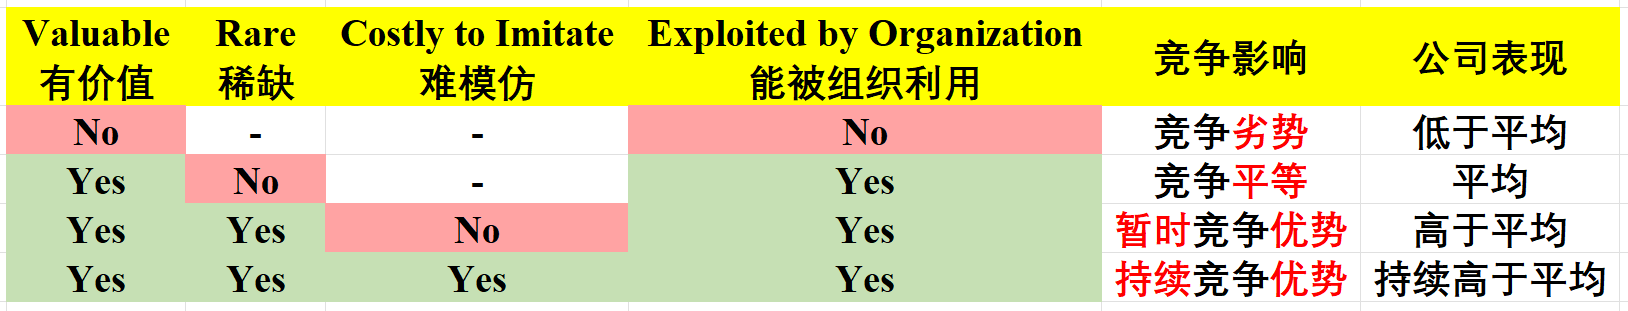 Valuable Rare Costly to Imitate Exploited by Organization 竞争影响 公司表现
有价值 稀缺 难模仿 能被组织利用
No - - No 竞争劣势 低于平均
Yes No - Yes 竞争平等 平均
Yes Yes No Yes 暂时竞争优势 高于平均
Yes Yes Yes Yes 持续竞争优势 持续高于平均